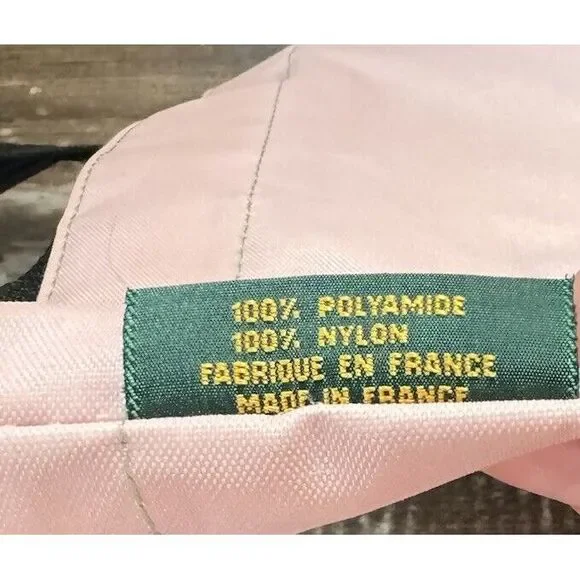 100% POLYAMIDE
100% NYLON
FABRIQUE EN FRANCE
MADE IN FRANCE